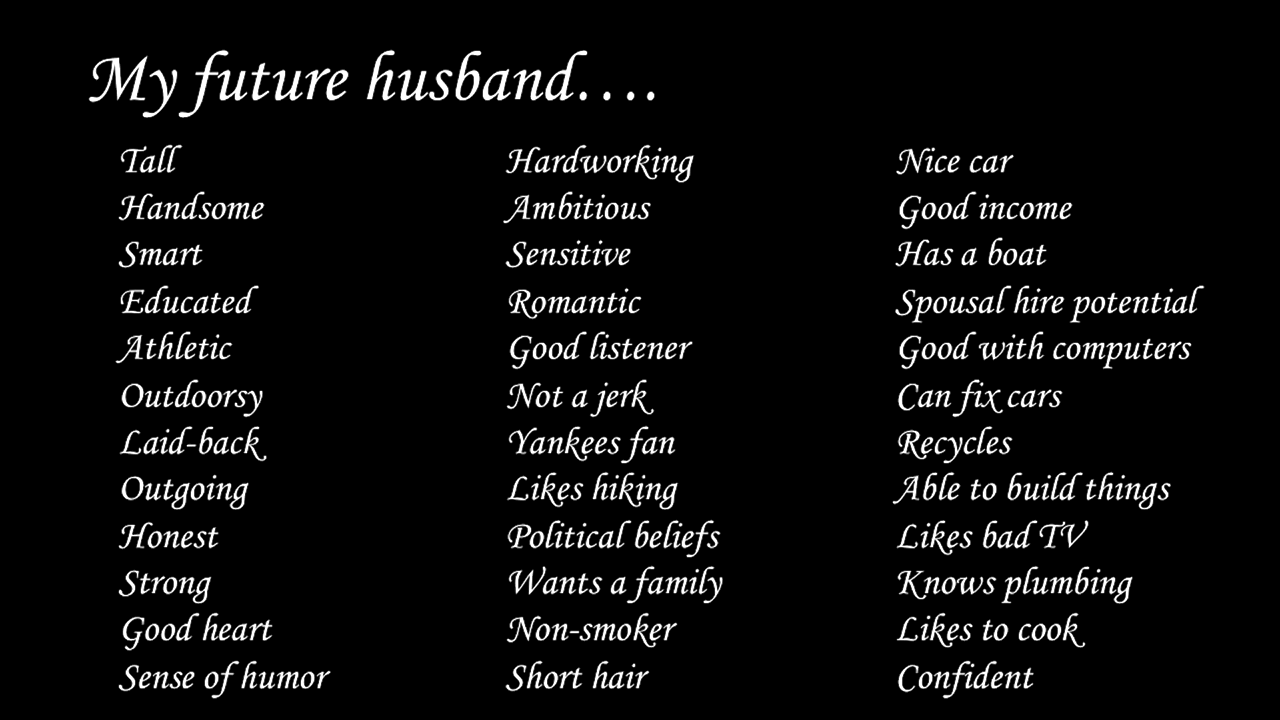 My future husband….
Tall
Handsome
Smart
Educated
Athletic
Outdoorsy
Laid-back
Outgoing
Honest
Strong
Good heart
Sense of humor
Hardworking
Ambitious
Sensitive
Romantic
Good listener
Not a jerk
Yankees fan
Likes hiking
Political beliefs
Wants a family
Non-smoker
Short hair
Nice car
Good income
Has a boat
Spousal hire potential
Good with computers
Can fix cars
Recycles
Able to build things
Likes bad TV
Knows plumbing
Likes to cook
Confident